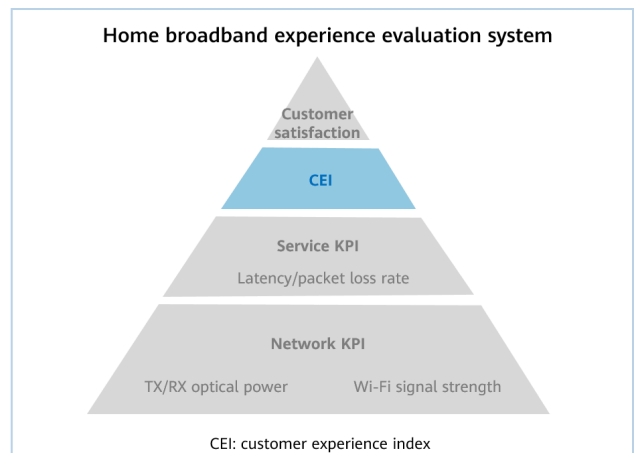 Home broadband experience evaluation system
Customer
satisfaction
CEI
Service KPI
Latency/packet loss rate
Network KPI
TX/RX optical power Wi-Fi signal strength
CEI: customer experience index